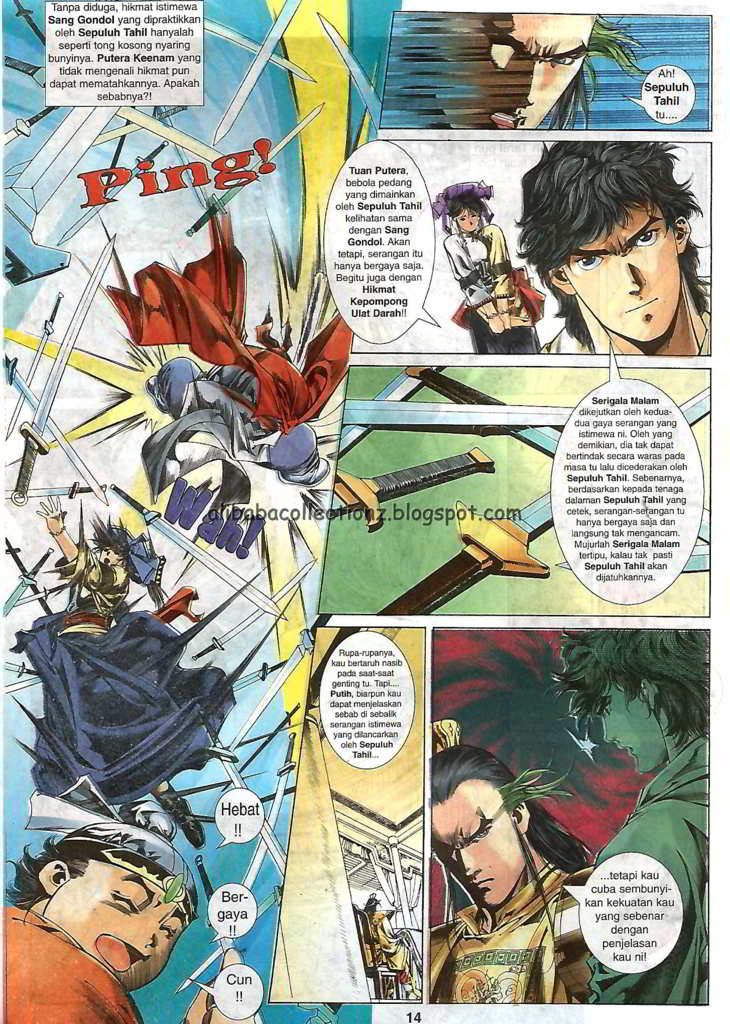 Tanpa diduga, hikmat istimewa
Sang Gondol yang dipraktikkan
oleh Sepuluh Tahil hanyalah
seperti tong kosong nyaring
bunyinya. Putera Keenam yang
tidak mengenali hikmat pun
dapat mematahkannya. Apakah
sebabnya?!
Ah!
Sepuluh
Tahil
tu....
Ping!
Tuan Putera,
bebola pedang
yang dimainkan
oleh Sepuluh Tahil
kelihatan sama
dengan Sang
Gondol. Akan
tetapi, serangan itu
hanya bergaya saja.
Begitu juga dengan
Hikmat
Kepompong
Ulat Darah!!
Serigala Malam
dikejutkan oleh kedua-
dua gaya serangan yang
istimewa ni. Oleh yang
demikian, dia tak dapat
bertindak secara waras pada
masa tu lalu dicederakan oleh
Sepuluh Tahil. Sebenarnya,
berdasarkan kepada tenaga
dalaman Sepuluh Tahil yang
cetek, serangan-serangan tu
hanya bergaya saja dan
langsung tak mengancam.
Mujurlah Serigala Malam
tertipu, kalau tak pasti
Sepuluh Tahil akan
dijatuhkannya.
Wah!
alibabacollectionz.blogspot.com
Rupa-rupanya,
kau bertaruh nasib
pada saat-saat
genting tu. Tapi....
Putih, biarpun kau
dapat menjelaskan
sebab di sebalik
serangan istimewa
yang dilancarkan
oleh Sepuluh
Tahil...
Hebat
!!
Ber-
gaya
!!
Cun
!!
...tetapi kau
cuba sembunyi-
kan kekuatan kau
yang sebenar
dengan
penjelasan
kau ni!
14